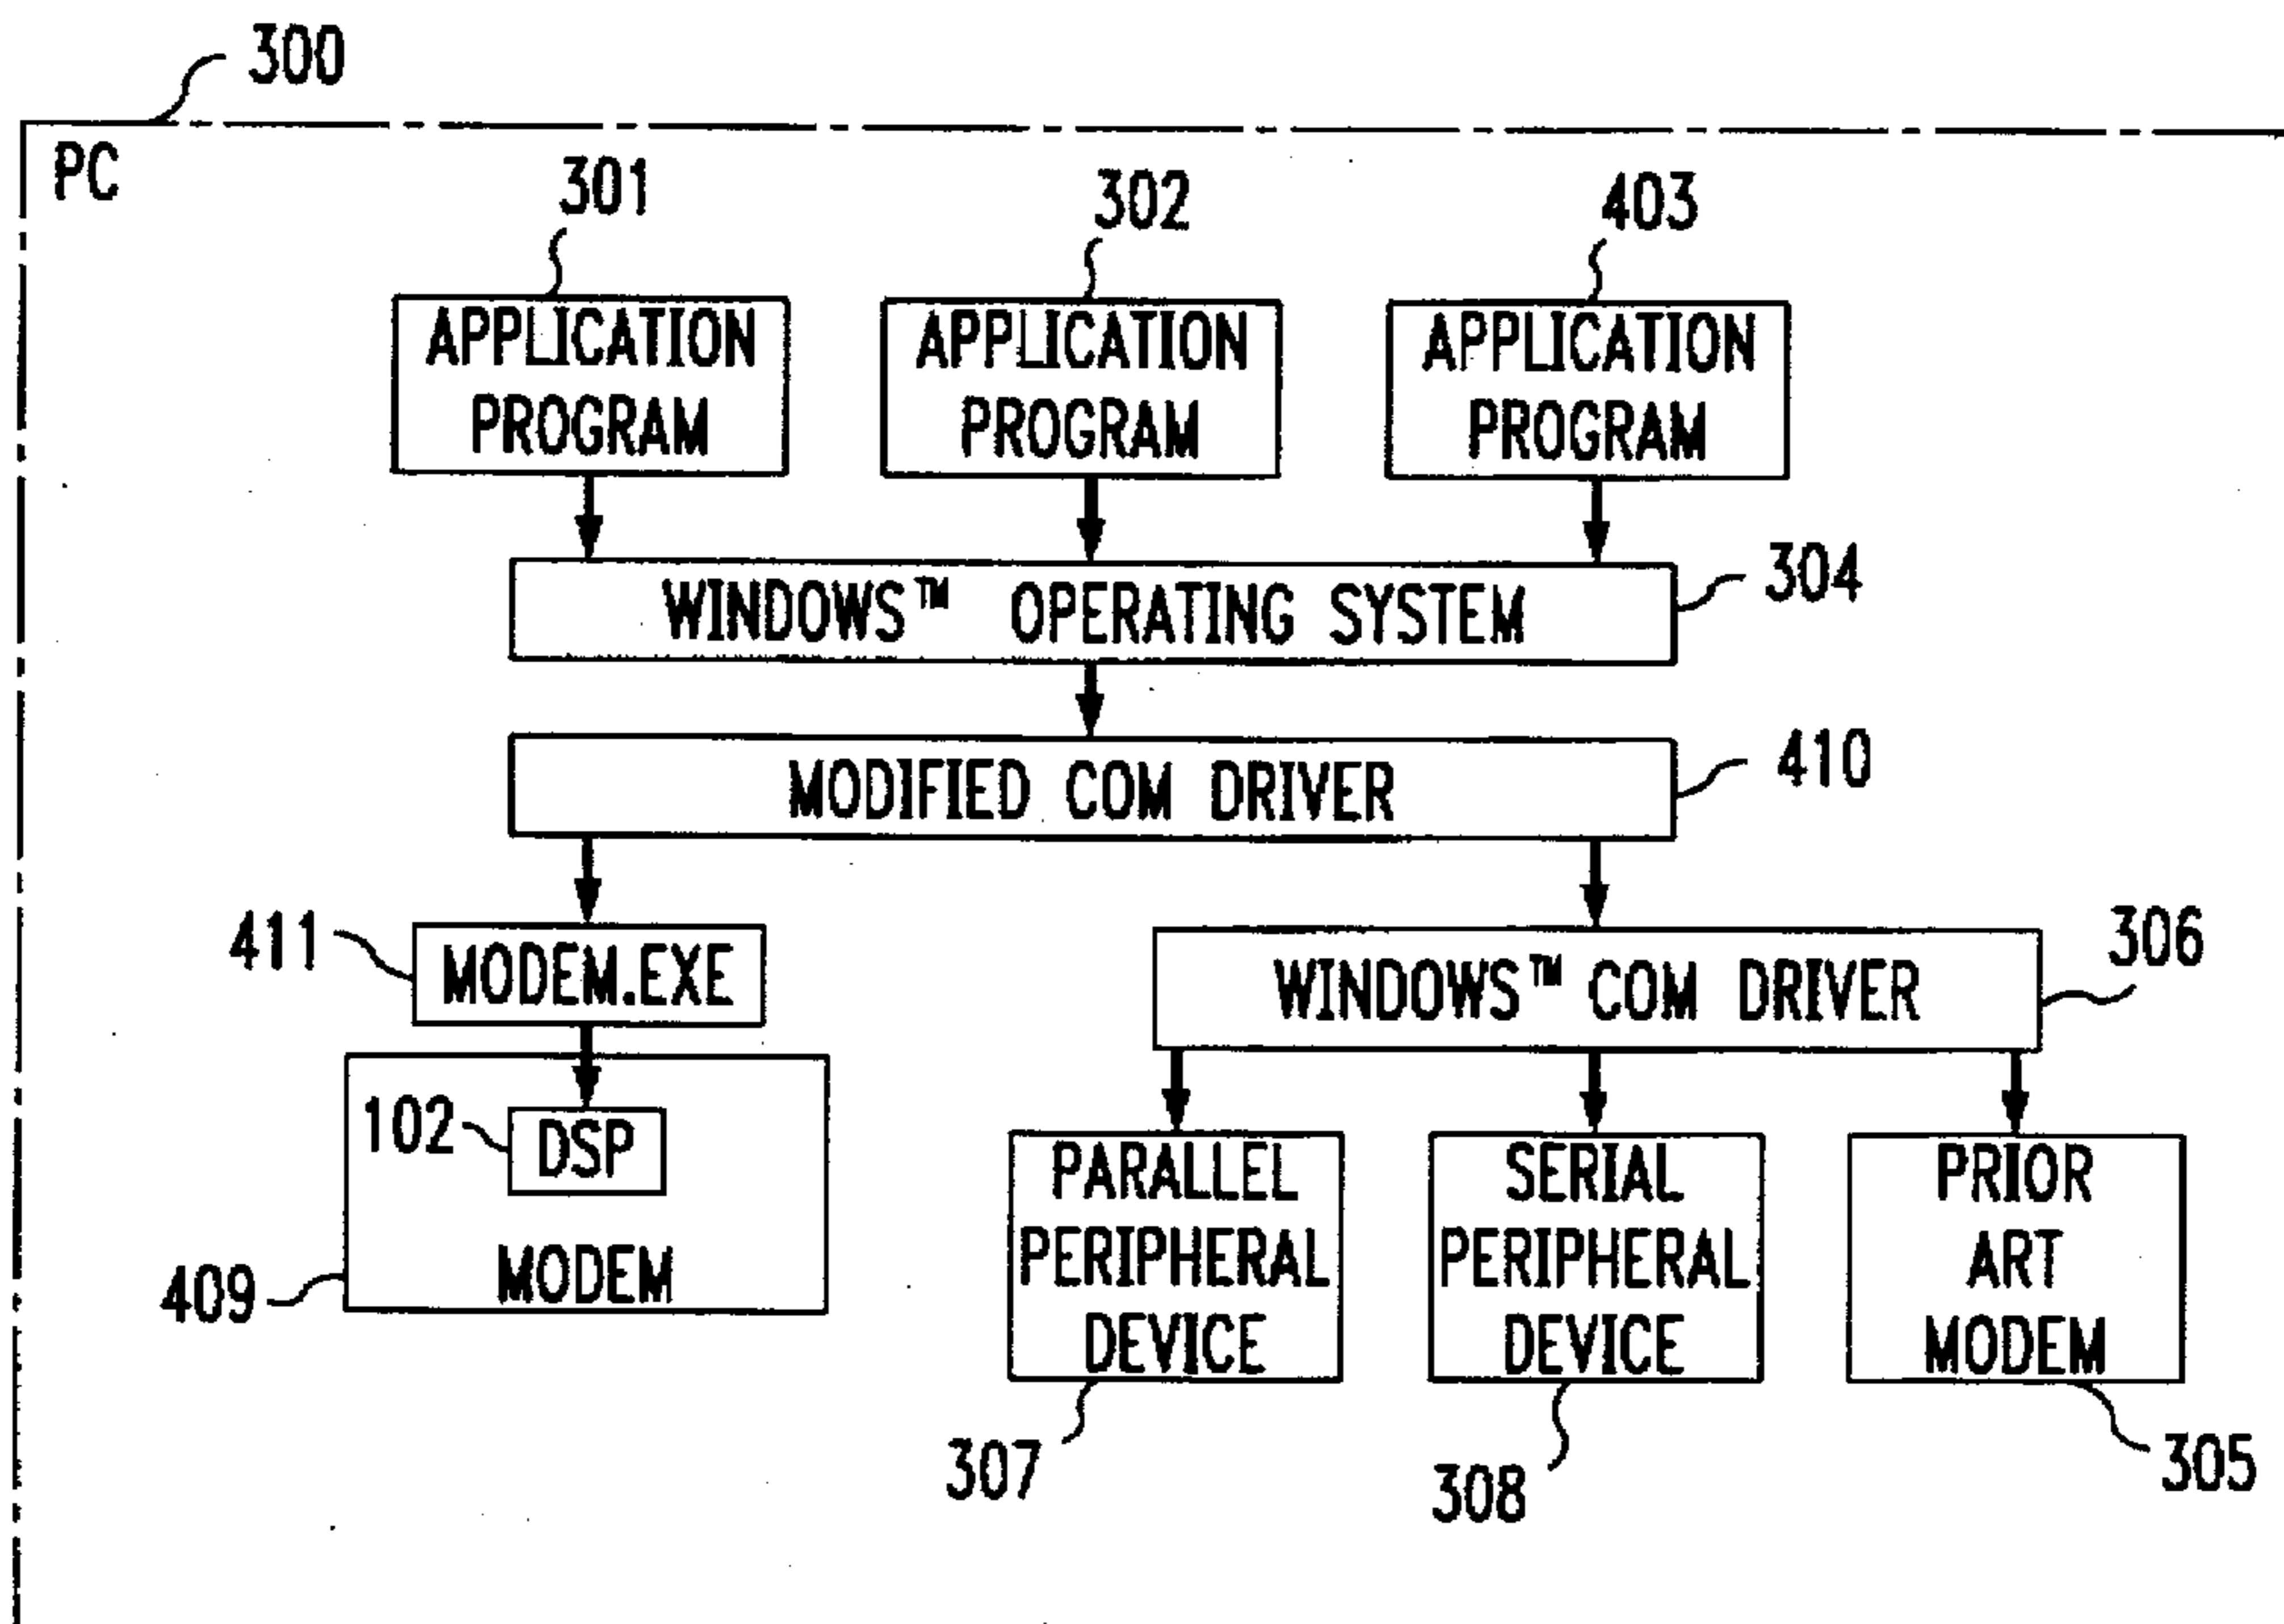 300
PC
301
302
403
APPLICATION
PROGRAM
APPLICATION
PROGRAM
APPLICATION
PROGRAM
WINDOWS™ OPERATING SYSTEM
304
MODIFIED COM DRIVER
410
411
MODEM.EXE
WINDOWS™ COM DRIVER
306
102
DSP
MODEM
409
PARALLEL
PERIPHERAL
DEVICE
SERIAL
PERIPHERAL
DEVICE
PRIOR
ART
MODEM
307
308
305